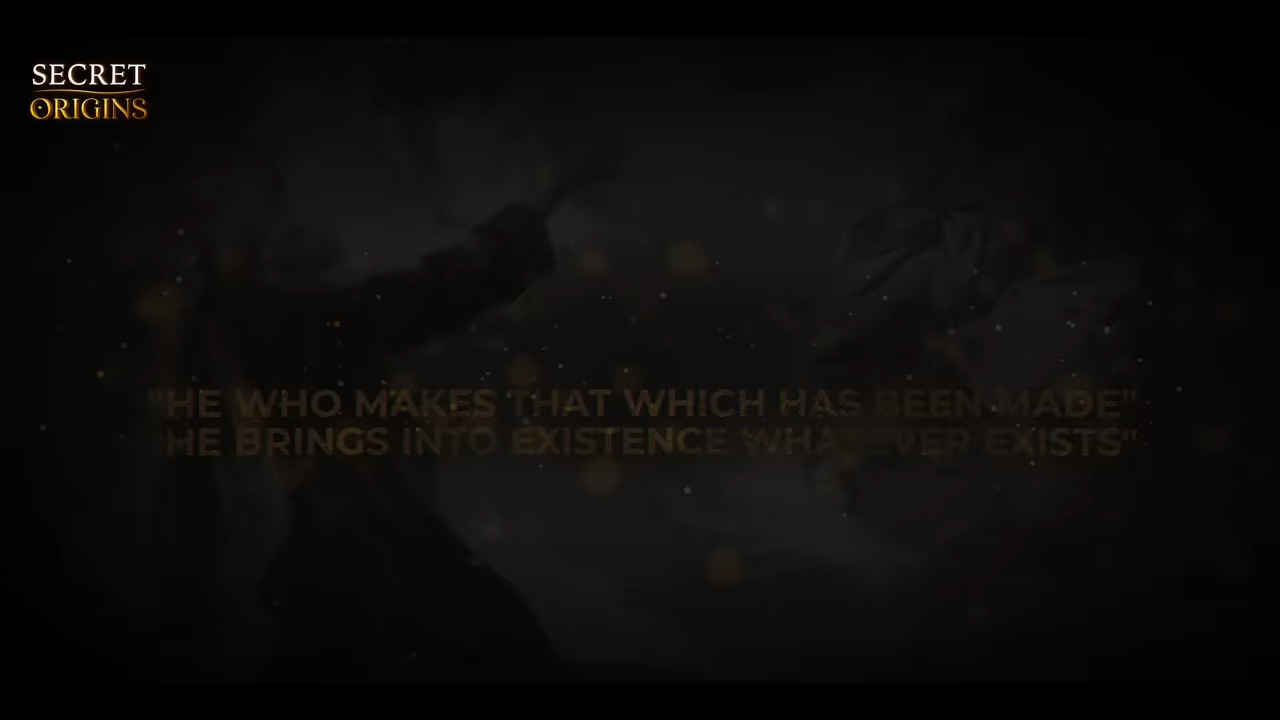 SECRET
ORIGINS
"HE WHO MAKES THAT WHICH HAS BEEN MADE"
"HE BRINGS INTO EXISTENCE WHATEVER EXISTS"